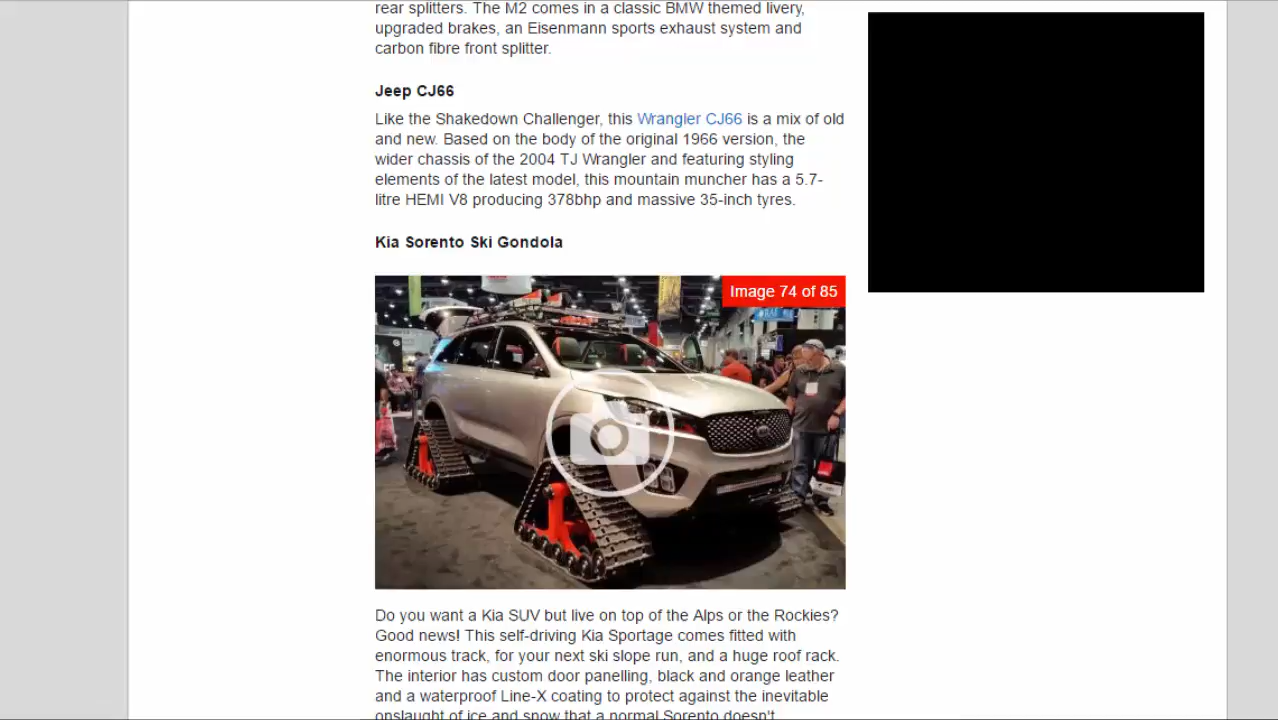 rear splitters. The M2 comes in a classic BMW themed livery,
upgraded brakes, an Eisenmann sports exhaust system and
carbon fibre front splitter.
Jeep CJ66
Like the Shakedown Challenger, this Wrangler CJ66 is a mix of old
and new. Based on the body of the original 1966 version, the
wider chassis of the 2004 TJ Wrangler and featuring styling
elements of the latest model, this mountain muncher has a 5.7-
litre HEMI V8 producing 378bhp and massive 35-inch tyres.
Kia Sorento Ski Gondola
Image 74 of 85
Do you want a Kia SUV but live on top of the Alps or the Rockies?
Good news! This self-driving Kia Sportage comes fitted with
enormous track, for your next ski slope run, and a huge roof rack.
The interior has custom door panelling, black and orange leather
and a waterproof Line-X coating to protect against the inevitable
onslaught of ice and snow that a normal Sorento doesn't